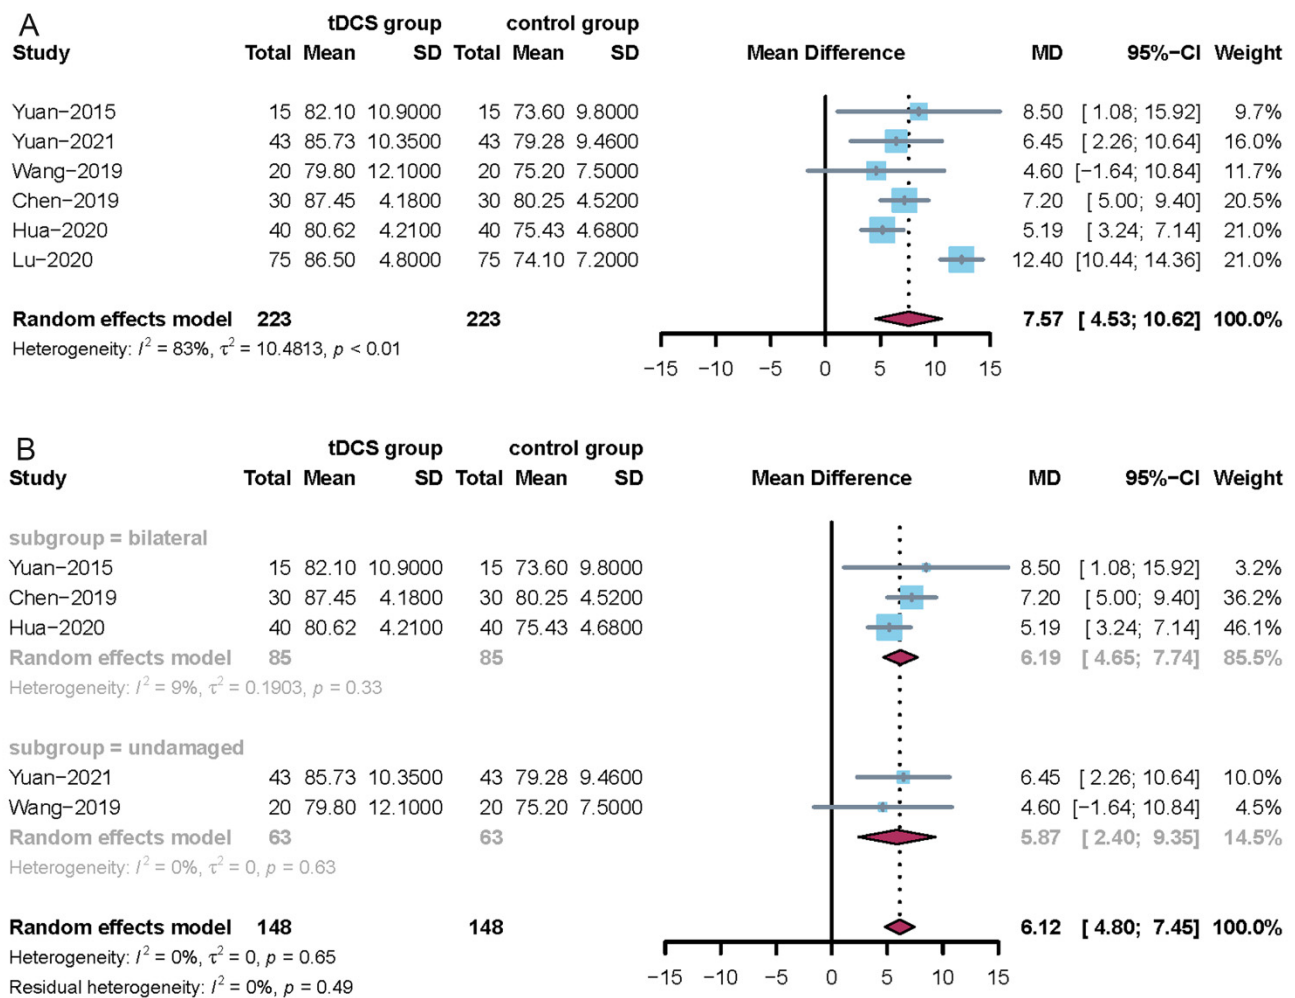 A
tDCS group control group
Study Total Mean SD Total Mean SD Mean Difference MD 95%−CI Weight
Yuan−2015 15 82.10 10.9000 15 73.60 9.8000 8.50 [ 1.08; 15.92] 9.7%
Yuan−2021 43 85.73 10.3500 43 79.28 9.4600 6.45 [ 2.26; 10.64] 16.0%
Wang−2019 20 79.80 12.1000 20 75.20 7.5000 4.60 [−1.64; 10.84] 11.7%
Chen−2019 30 87.45 4.1800 30 80.25 4.5200 7.20 [ 5.00; 9.40] 20.5%
Hua−2020 40 80.62 4.2100 40 75.43 4.6800 5.19 [ 3.24; 7.14] 21.0%
Lu−2020 75 86.50 4.8000 75 74.10 7.2000 12.40 [10.44; 14.36] 21.0%
Random effects model 223 223 7.57 [ 4.53; 10.62] 100.0%
Heterogeneity: I² = 83%, τ² = 10.4813, p < 0.01
−15 −10 −5 0 5 10 15
B
tDCS group control group
Study Total Mean SD Total Mean SD Mean Difference MD 95%−CI Weight
subgroup = bilateral
Yuan−2015 15 82.10 10.9000 15 73.60 9.8000 8.50 [ 1.08; 15.92] 3.2%
Chen−2019 30 87.45 4.1800 30 80.25 4.5200 7.20 [ 5.00; 9.40] 36.2%
Hua−2020 40 80.62 4.2100 40 75.43 4.6800 5.19 [ 3.24; 7.14] 46.1%
Random effects model 85 85 6.19 [ 4.65; 7.74] 85.5%
Heterogeneity: I² = 9%, τ² = 0.1903, p = 0.33
subgroup = undamaged
Yuan−2021 43 85.73 10.3500 43 79.28 9.4600 6.45 [ 2.26; 10.64] 10.0%
Wang−2019 20 79.80 12.1000 20 75.20 7.5000 4.60 [−1.64; 10.84] 4.5%
Random effects model 63 63 5.87 [ 2.40; 9.35] 14.5%
Heterogeneity: I² = 0%, τ² = 0, p = 0.63
Random effects model 148 148 6.12 [ 4.80; 7.45] 100.0%
Heterogeneity: I² = 0%, τ² = 0, p = 0.65
−15 −10 −5 0 5 10 15
Residual heterogeneity: I² = 0%, p = 0.49